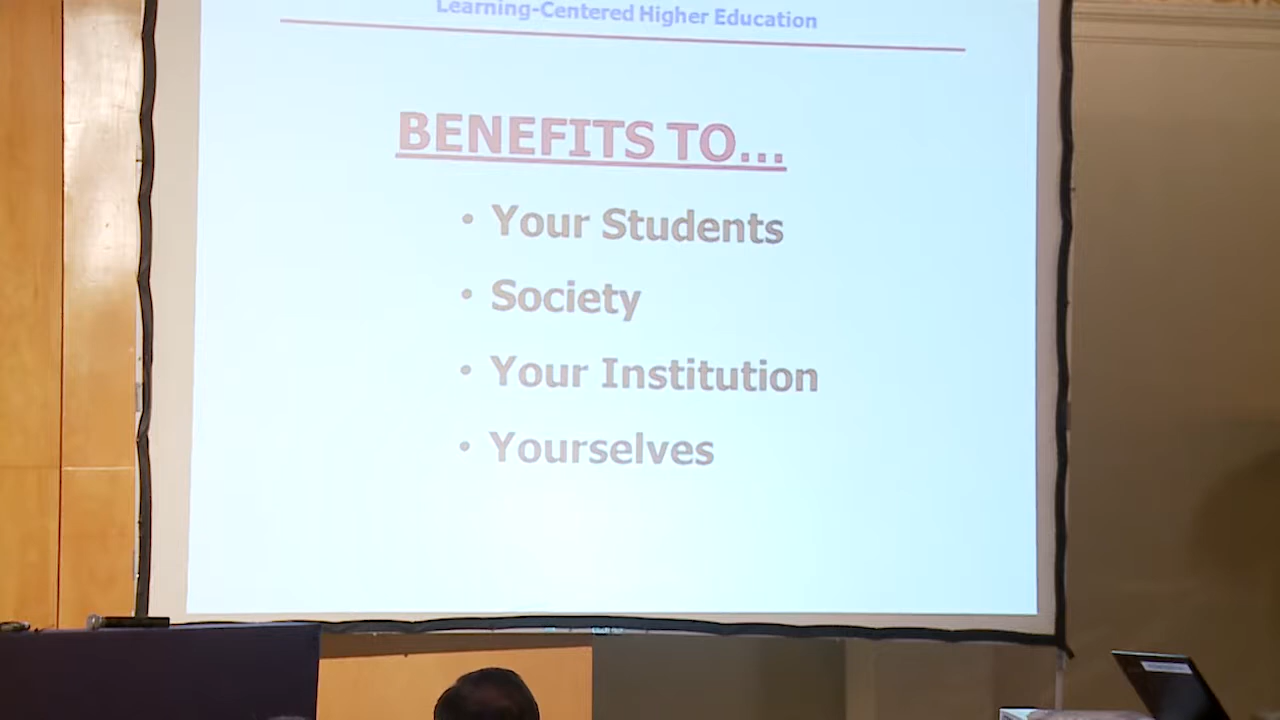 Learning-Centered Higher Education
BENEFITS TO...
• Your Students
• Society
• Your Institution
• Yourselves